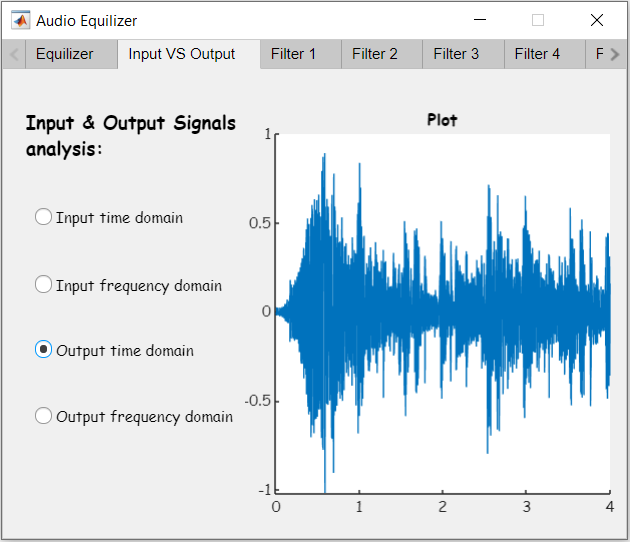 Audio Equilizer
Equilizer Input VS Output Filter 1 Filter 2 Filter 3 Filter 4 F
Input & Output Signals
analysis:
Input time domain
Input frequency domain
Output time domain
Output frequency domain
Plot
1
0.5
0
-0.5
-1
0 1 2 3 4